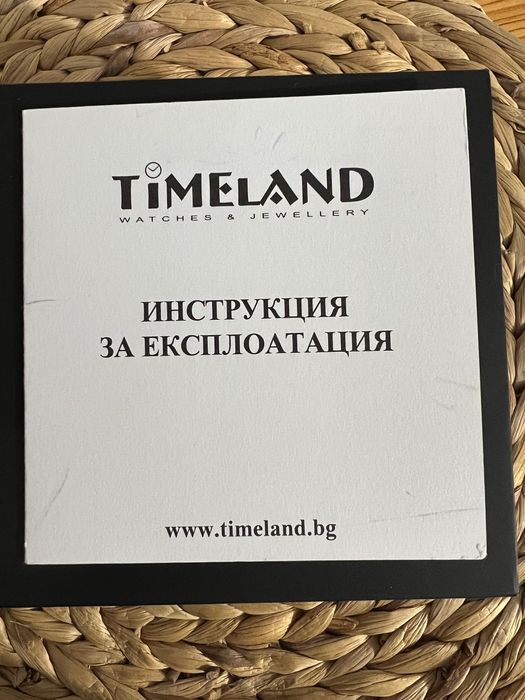 TiMELAND
WATCHES & JEWELLERY
ИНСТРУКЦИЯ
ЗА ЕКСПЛОАТАЦИЯ
www.timeland.bg